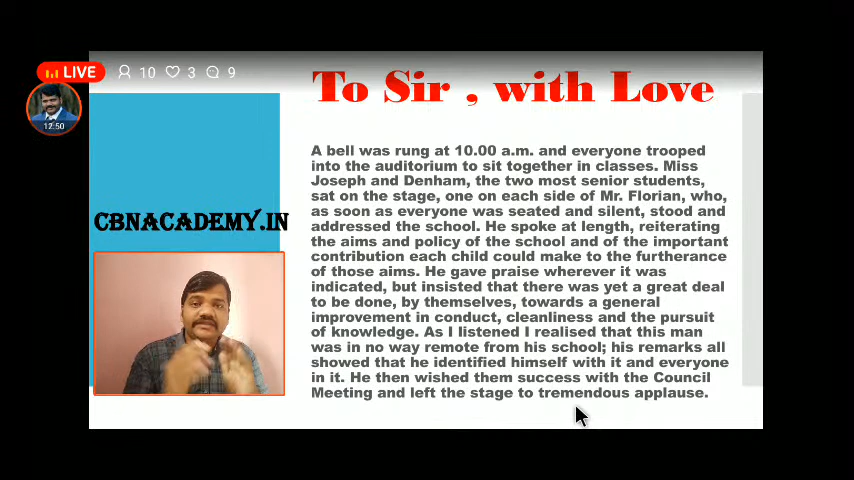 LIVE
10 3 9
12:50
To Sir , with Love
A bell was rung at 10.00 a.m. and everyone trooped
into the auditorium to sit together in classes. Miss
Joseph and Denham, the two most senior students,
sat on the stage, one on each side of Mr. Florian, who,
as soon as everyone was seated and silent, stood and
addressed the school. He spoke at length, reiterating
the aims and policy of the school and of the important
contribution each child could make to the furtherance
of those aims. He gave praise wherever it was
indicated, but insisted that there was yet a great deal
to be done, by themselves, towards a general
improvement in conduct, cleanliness and the pursuit
of knowledge. As I listened I realised that this man
was in no way remote from his school; his remarks all
showed that he identified himself with it and everyone
in it. He then wished them success with the Council
Meeting and left the stage to tremendous applause.
CBNACADEMY.IN